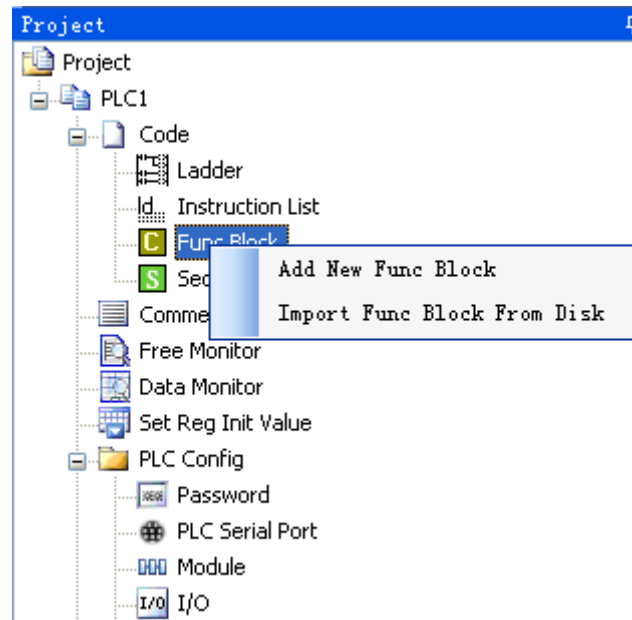 Project
Project
PLC1
Code
Ladder
Instruction List
Func Block
Add New Func Block
Import Func Block From Disk
Free Monitor
Data Monitor
Set Reg Init Value
PLC Config
Password
PLC Serial Port
Module
I/O I/O